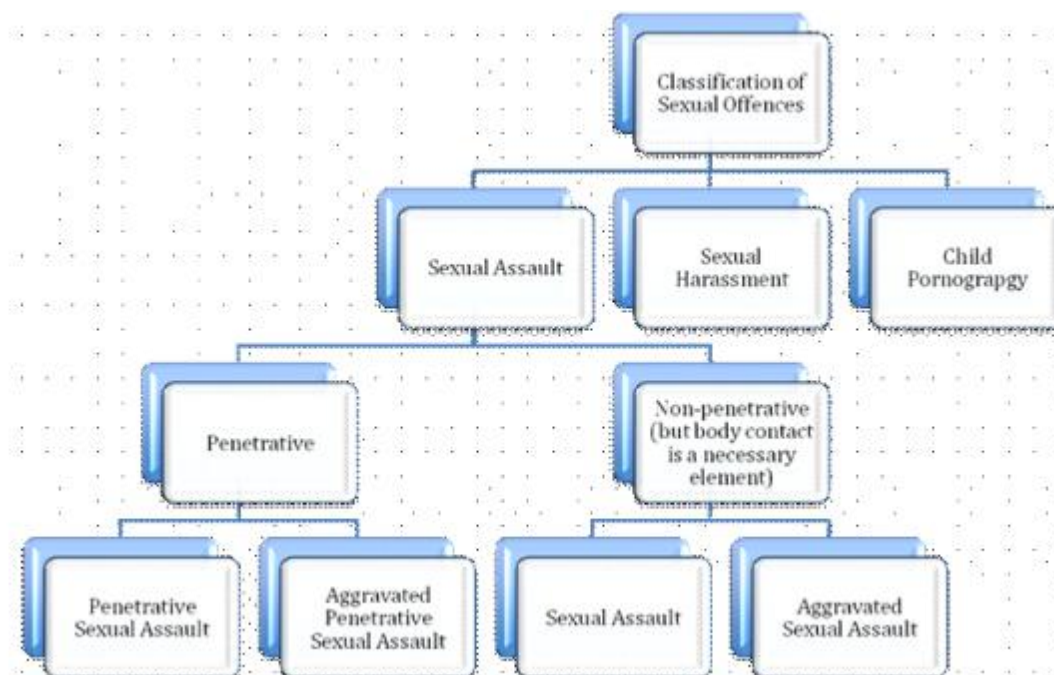 Classification of
Sexual Offences
Sexual Assault
Sexual
Harassment
Child
Pornograpgy
Penetrative
Non-penetrative
(but body contact
is a necessary
element)
Penetrative
Sexual Assault
Aggravated
Penetrative
Sexual Assault
Sexual Assault
Aggravated
Sexual Assault